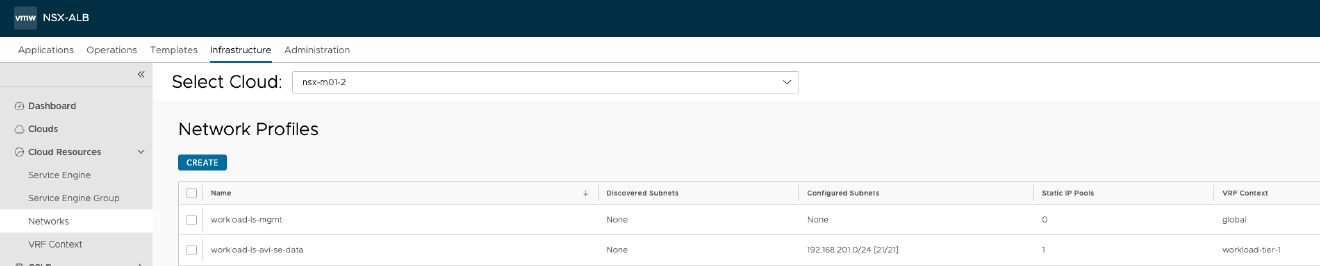 vmw NSX-ALB
Applications Operations Templates Infrastructure Administration
Select Cloud: nsx-m01-2
Dashboard
Clouds
Cloud Resources
Service Engine
Service Engine Group
Networks
VRF Context
Network Profiles
CREATE
Name Discovered Subnets Configured Subnets Static IP Pools VRF Context
workload-ls-mgmt None None 0 global
workload-ls-avi-se-data None 192.168.201.0/24 [21/21] 1 workload-tier-1